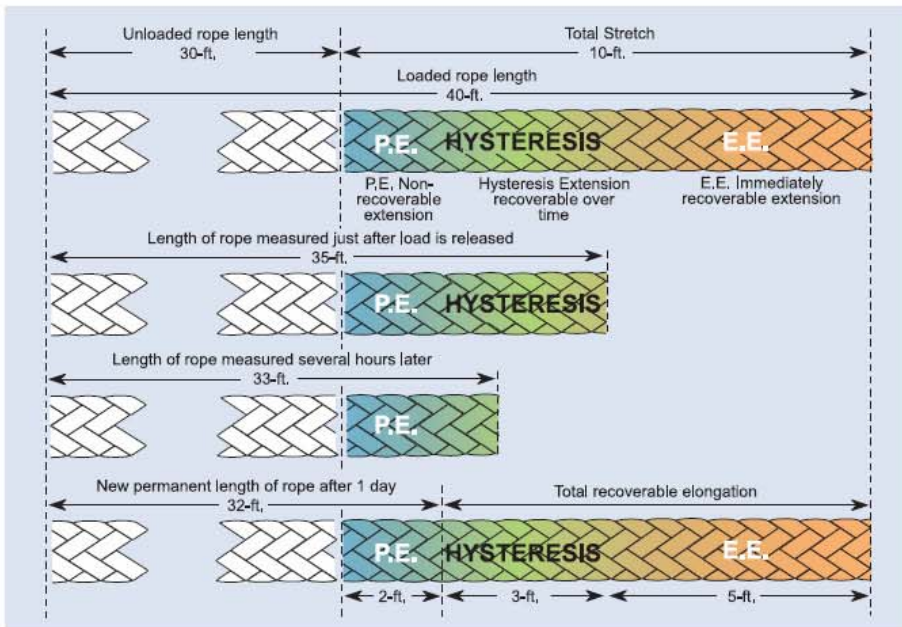 Unloaded rope length
30-ft.
Total Stretch
10-ft.
Loaded rope length
40-ft.
P.E.
HYSTERESIS
E.E.
P.E, Non-
recoverable
extension
Hysteresis Extension
recoverable over
time
E.E. Immediately
recoverable extension
Length of rope measured just after load is released
35-ft.
P.E.
HYSTERESIS
Length of rope measured several hours later
33-ft.
P.E.
New permanent length of rope after 1 day
32-ft,
Total recoverable elongation
P.E.
HYSTERESIS
E.E.
2-ft,
3-ft,
5-ft,